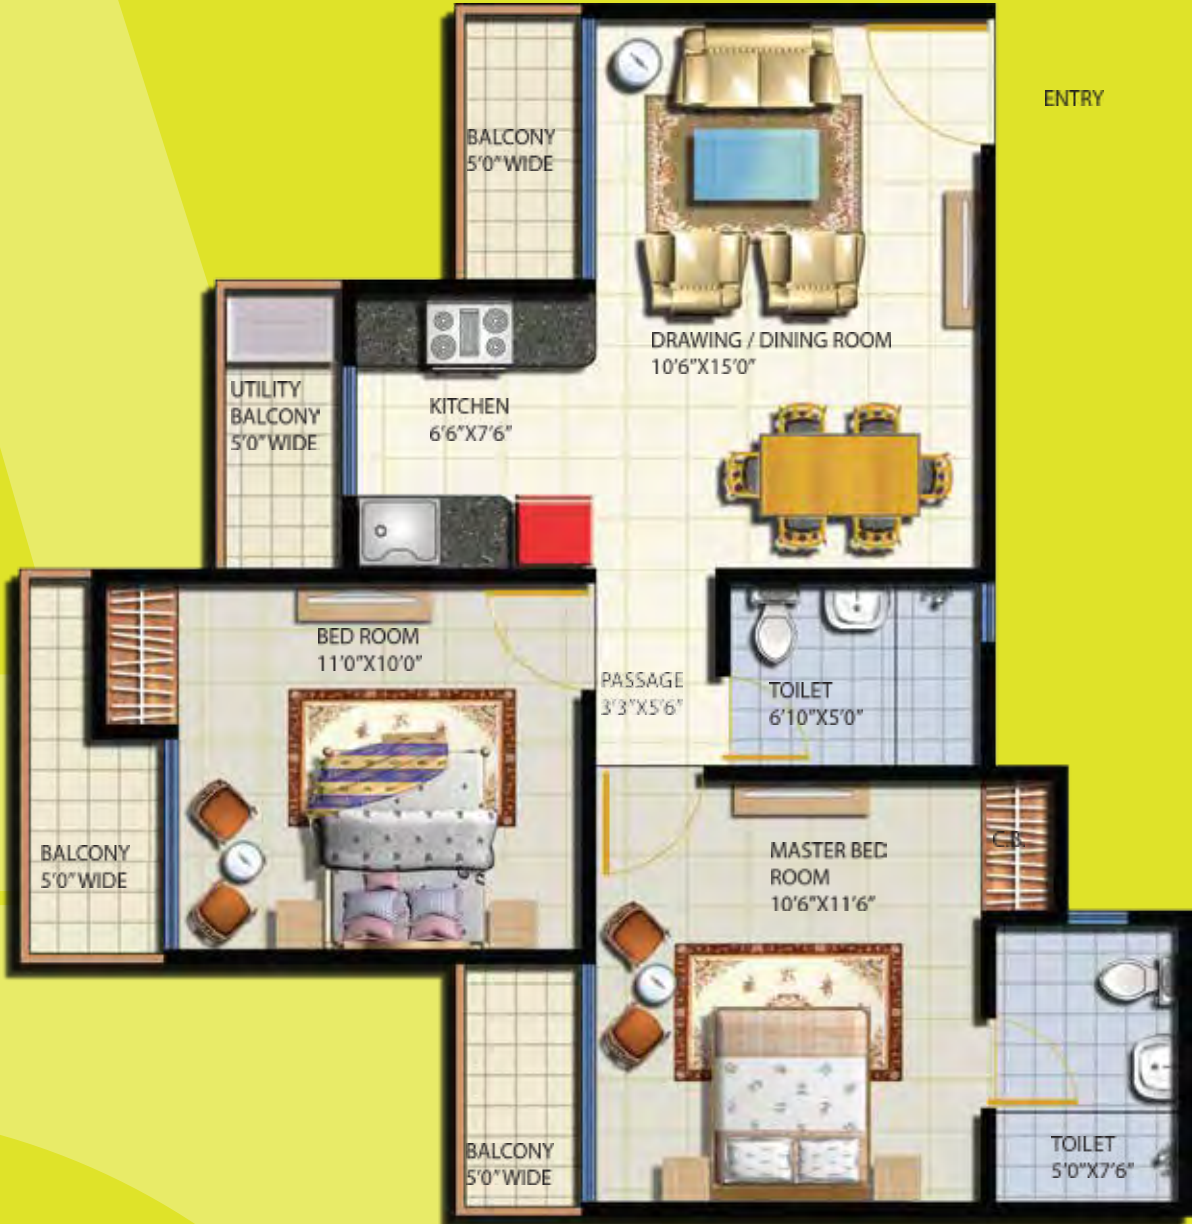 ENTRY
BALCONY
5'0" WIDE
DRAWING / DINING ROOM
10'6"X15'0"
UTILITY
BALCONY
5'0" WIDE
KITCHEN
6'6"X7'6"
BED ROOM
11'0"X10'0"
PASSAGE
3'3"X5'6"
TOILET
6'10"X5'0"
BALCONY
5'0" WIDE
MASTER BED
ROOM
10'6"X11'6"
C.B.
BALCONY
5'0" WIDE
TOILET
5'0"X7'6"